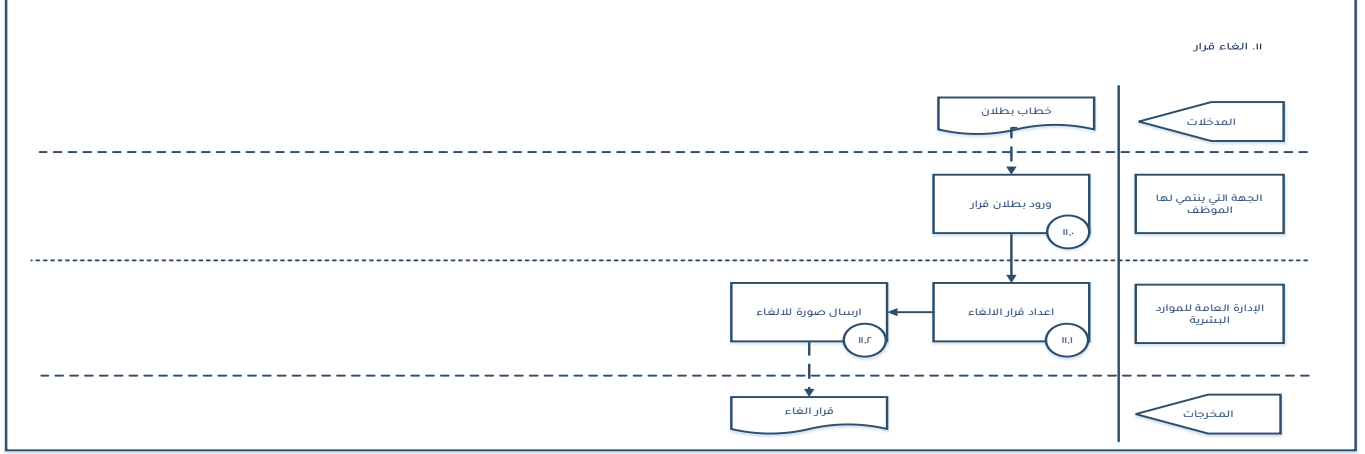 ١١. الغاء قرار
المدخلات
خطاب بطلان
الجهة التي ينتمي لها
الموظف
ورود بطلان قرار
١١,٠
الإدارة العامة للموارد
البشرية
اعداد قرار الالغاء
١١,١
ارسال صورة للالغاء
١١,٢
المخرجات
قرار الغاء